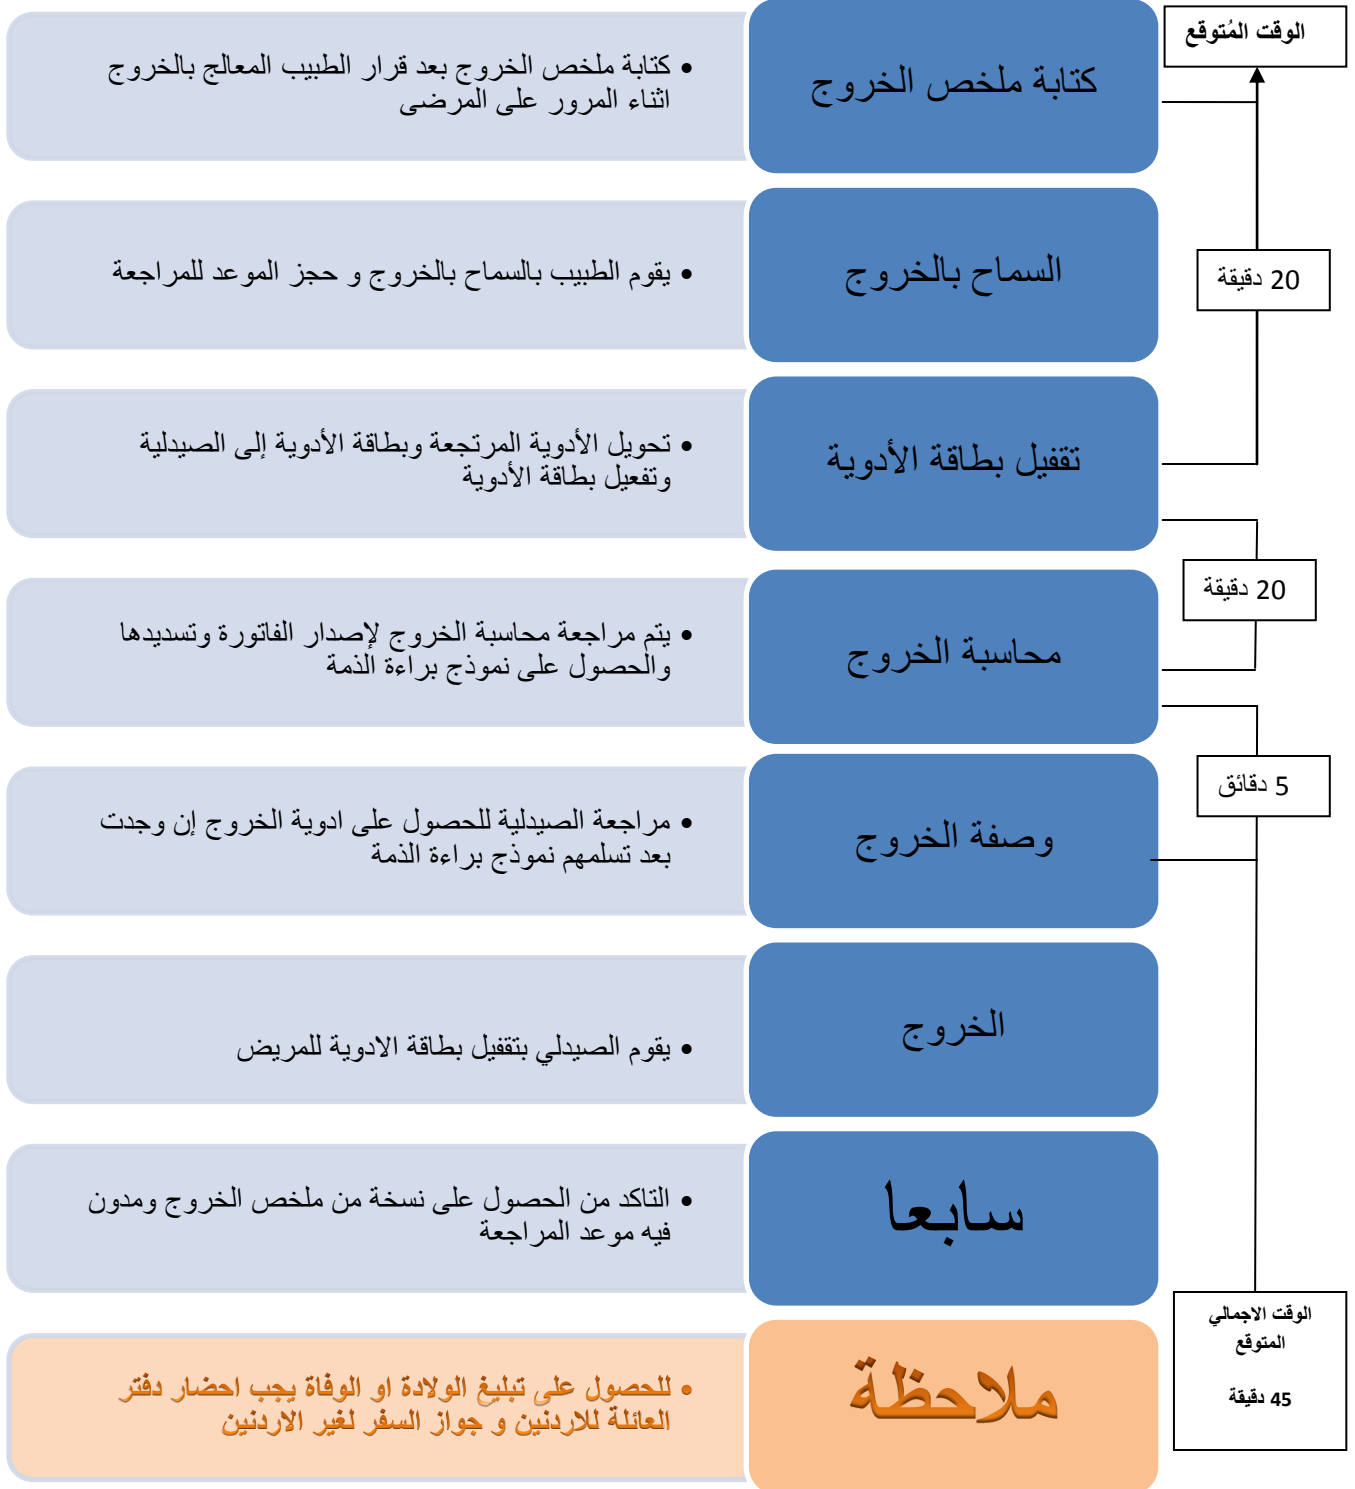 الوقت المُتوقع
كتابة ملخص الخروج
• كتابة ملخص الخروج بعد قرار الطبيب المعالج بالخروج
اثناء المرور على المرضى
السماح بالخروج
• يقوم الطبيب بالسماح بالخروج و حجز الموعد للمراجعة
20 دقيقة
تقفيل بطاقة الأدوية
• تحويل الأدوية المرتجعة وبطاقة الأدوية إلى الصيدلية
وتفعيل بطاقة الأدوية
20 دقيقة
محاسبة الخروج
• يتم مراجعة محاسبة الخروج لإصدار الفاتورة وتسديدها
والحصول على نموذج براءة الذمة
5 دقائق
وصفة الخروج
• مراجعة الصيدلية للحصول على ادوية الخروج إن وجدت
بعد تسلمهم نموذج براءة الذمة
الخروج
• يقوم الصيدلي بتقفيل بطاقة الادوية للمريض
سابعا
• التاكد من الحصول على نسخة من ملخص الخروج ومدون
فيه موعد المراجعة
الوقت الاجمالي
المتوقع
45 دقيقة
ملاحظة
• للحصول على تبليغ الولادة او الوفاة يجب احضار دفتر
العائلة للاردنين و جواز السفر لغير الاردنين